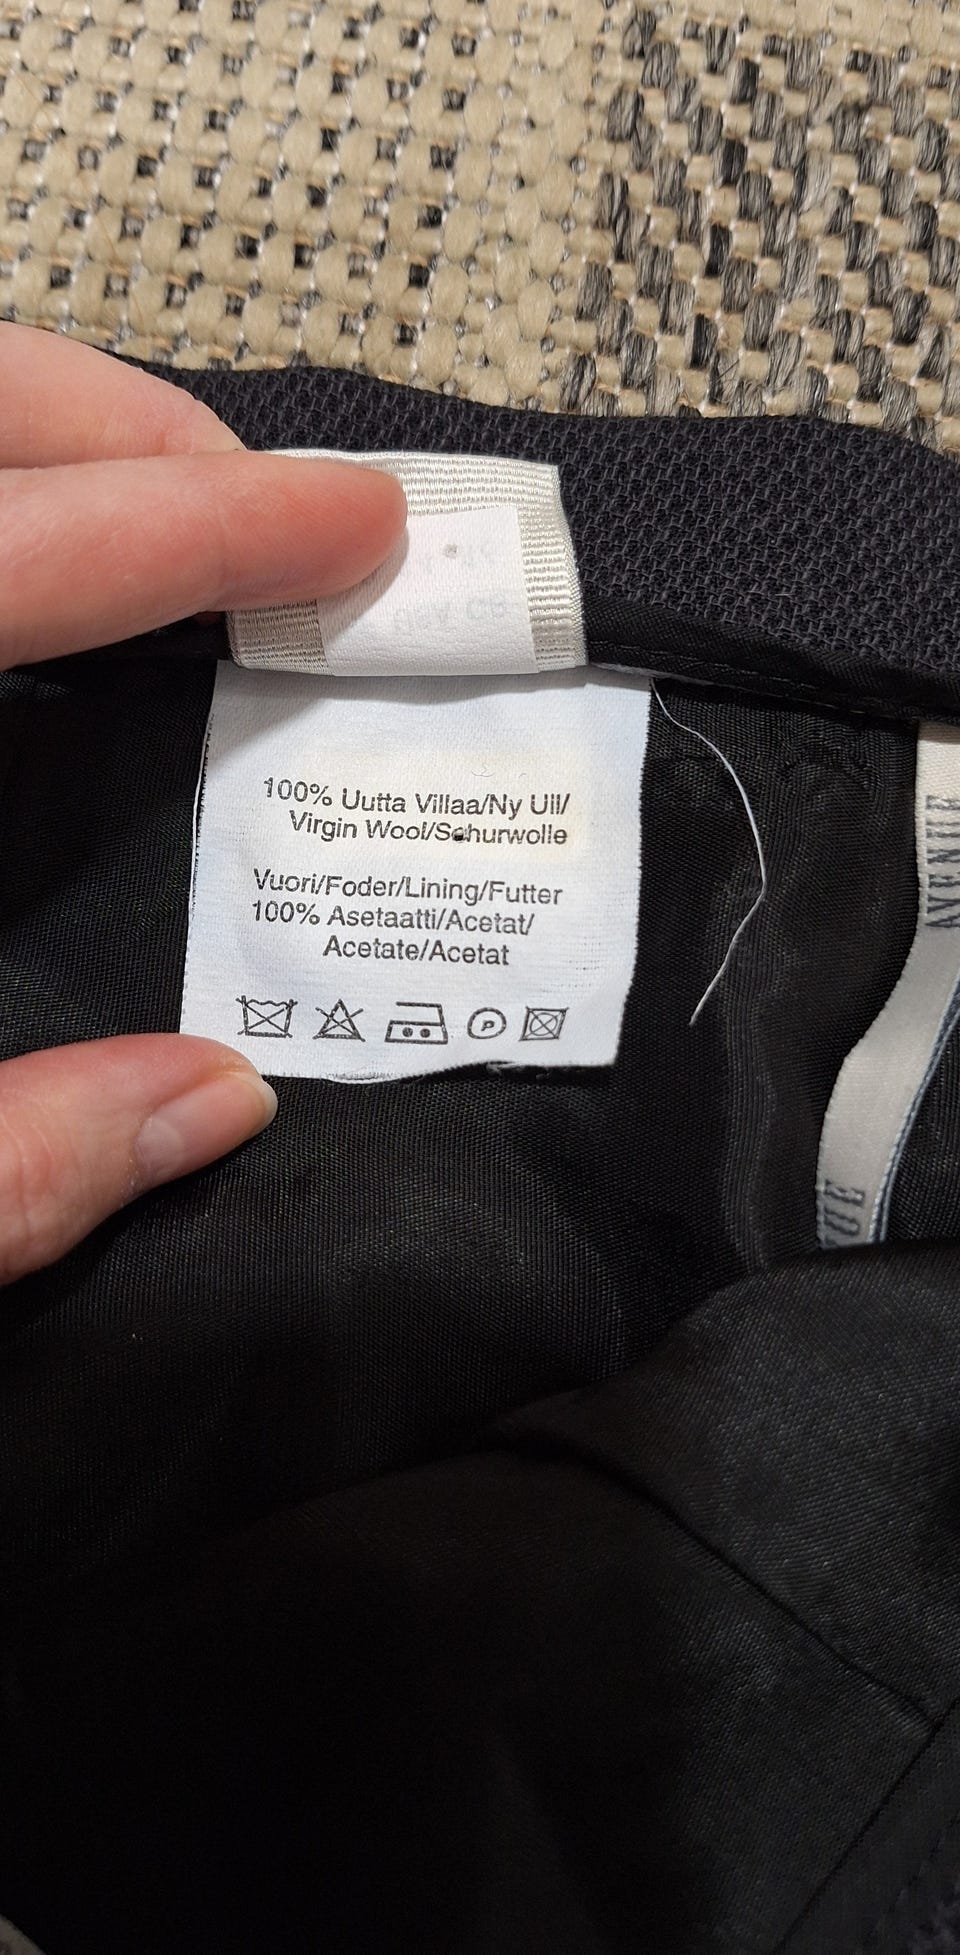 100% Uutta Villaa/Ny Ull/
Virgin Wool/Schurwolle
Vuori/Foder/Lining/Futter
100% Asetaatti/Acetat/
Acetate/Acetat
P